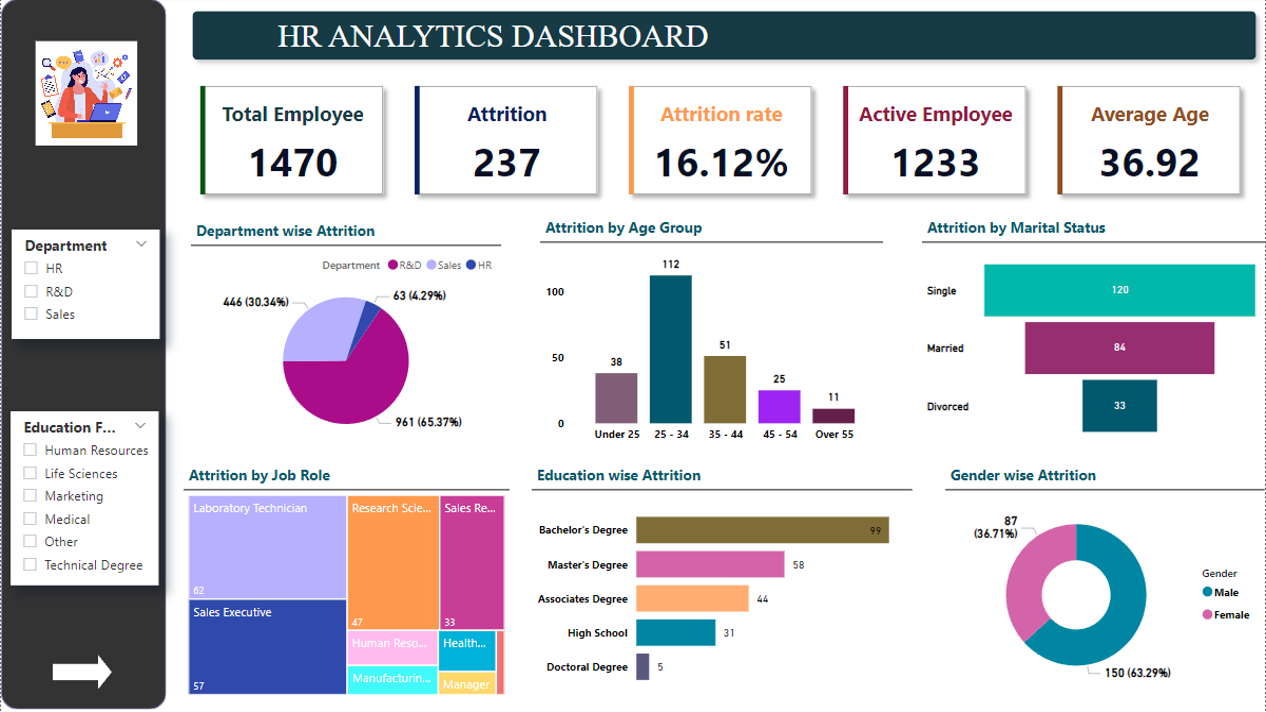 HR ANALYTICS DASHBOARD
Total Employee
1470
Attrition
237
Attrition rate
16.12%
Active Employee
1233
Average Age
36.92
Department
HR
R&D
Sales
Education F...
Human Resources
Life Sciences
Marketing
Medical
Other
Technical Degree
Department wise Attrition
Department R&D Sales HR
446 (30.34%)
63 (4.29%)
961 (65.37%)
Attrition by Age Group
100
50
0
38
112
51
25
11
Under 25
25 - 34
35 - 44
45 - 54
Over 55
Attrition by Marital Status
Single 120
Married 84
Divorced 33
Attrition by Job Role
Laboratory Technician
62
Sales Executive
57
Research Scie...
47
Sales Re...
33
Human Reso...
Manufacturin...
Health...
Manager
Education wise Attrition
Bachelor's Degree 99
Master's Degree 58
Associates Degree 44
High School 31
Doctoral Degree 5
Gender wise Attrition
87
(36.71%)
150 (63.29%)
Gender
Male
Female